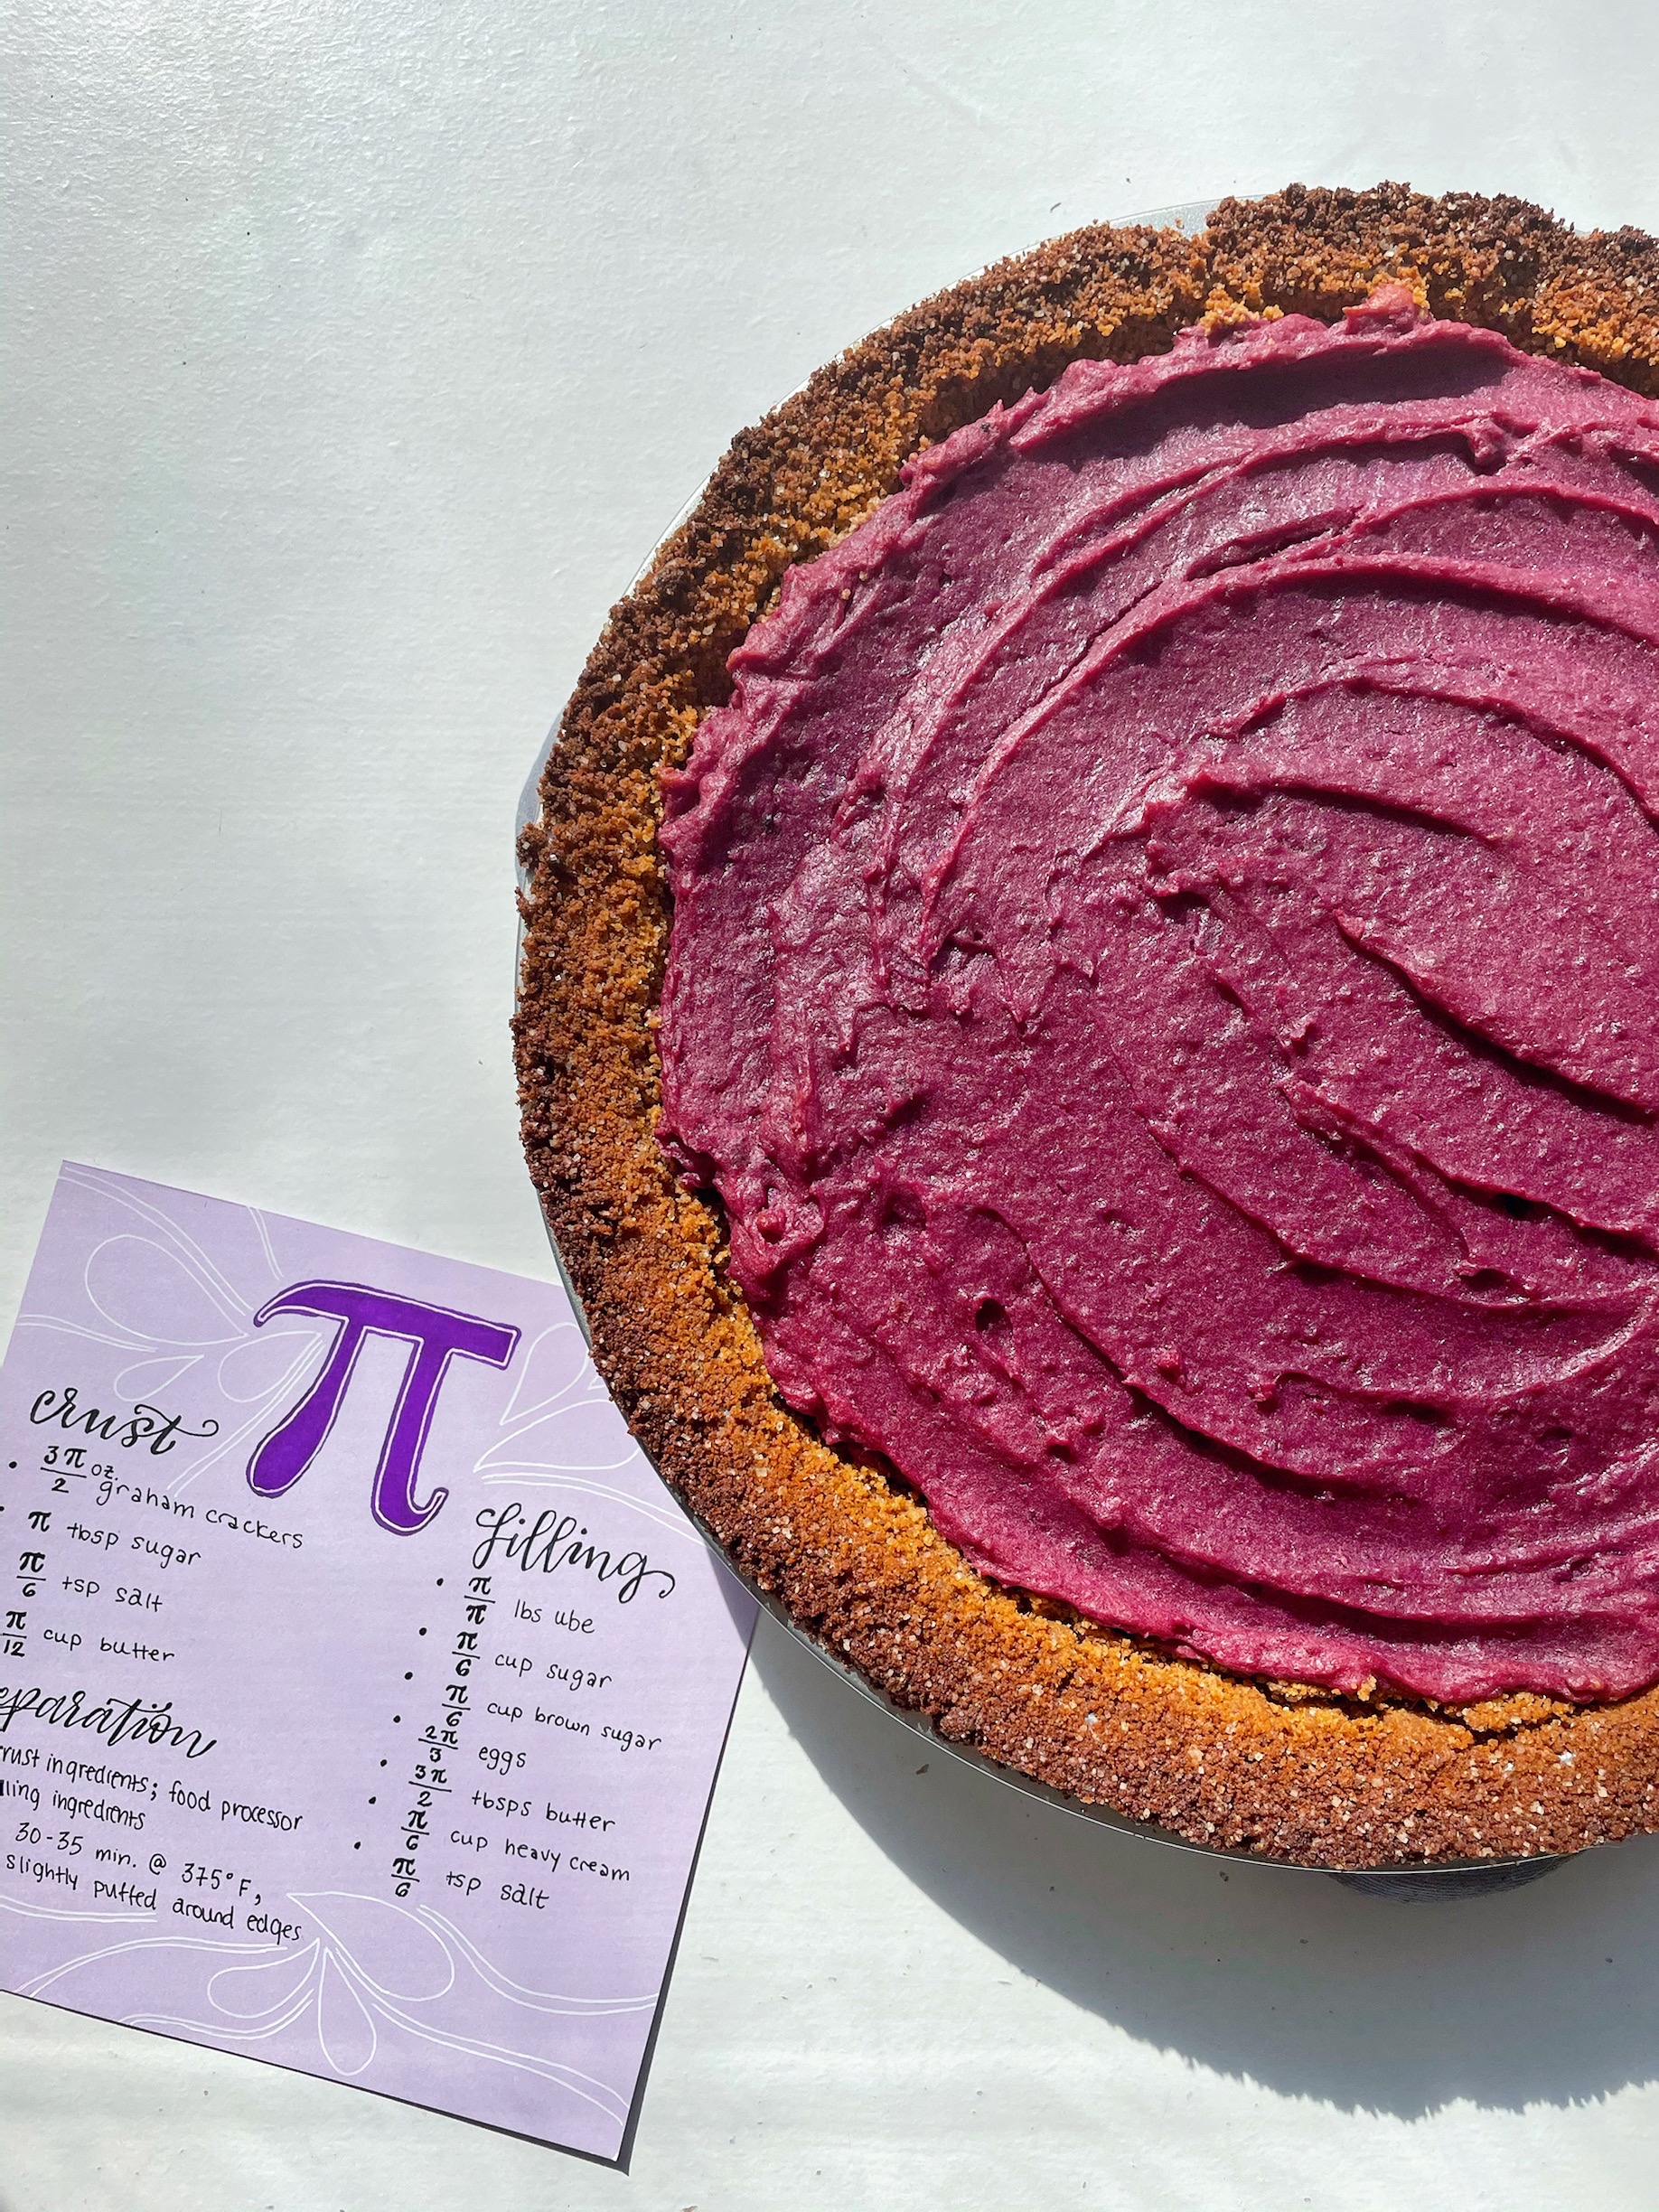 π
crust
• 3π/2 oz. graham crackers
• π tbsp sugar
π/6 tsp salt
π/12 cup butter
filling
• π/π lbs ube
• π/6 cup sugar
• π/6 cup brown sugar
• 2π/3 eggs
• 3π/2 tbsps butter
• π/6 cup heavy cream
• π/6 tsp salt
eparation
crust ingredients; food processor
lling ingredients
30-35 min. @ 375°F,
slightly puffed around edges